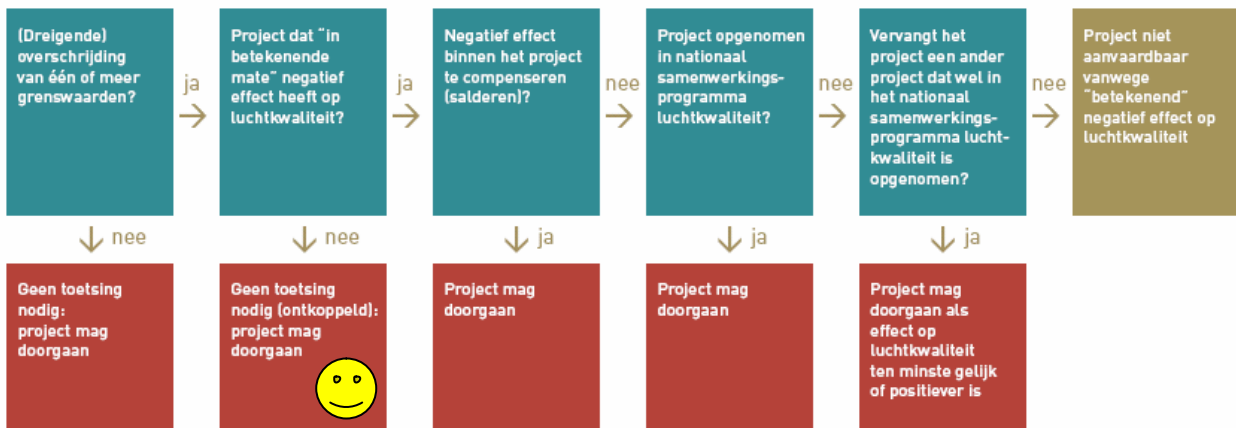 (Dreigende)
overschrijding
van één of meer
grenswaarden?
ja
Project dat "in
betekenende
mate" negatief
effect heeft op
luchtkwaliteit?
ja
Negatief effect
binnen het project
te compenseren
(salderen)?
nee
Project opgenomen
in nationaal
samenwerkings-
programma
luchtkwaliteit?
nee
Vervangt het
project een ander
project dat wel in
het nationaal
samenwerkings-
programma lucht-
kwaliteit is
opgenomen?
nee
Project niet
aanvaardbaar
vanwege
"betekenend"
negatief effect op
luchtkwaliteit
nee
nee
ja
ja
ja
Geen toetsing
nodig:
project mag
doorgaan
Geen toetsing
nodig (ontkoppeld):
project mag
doorgaan
Project mag
doorgaan
Project mag
doorgaan
Project mag
doorgaan als
effect op
luchtkwaliteit
ten minste gelijk
of positiever is